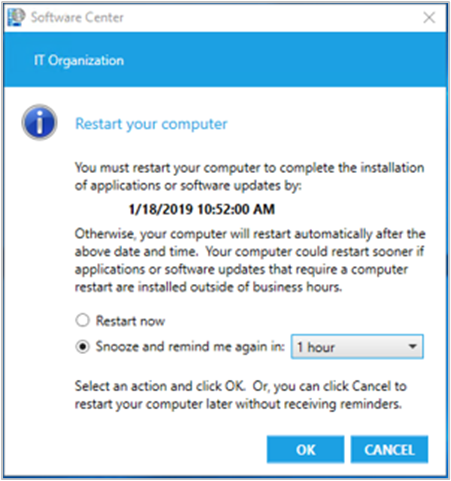 Software Center
IT Organization
Restart your computer
You must restart your computer to complete the installation
of applications or software updates by:
1/18/2019 10:52:00 AM
Otherwise, your computer will restart automatically after the
above date and time.  Your computer could restart sooner if
applications or software updates that require a computer
restart are installed outside of business hours.
Restart now
Snooze and remind me again in: 1 hour
Select an action and click OK.  Or, you can click Cancel to
restart your computer later without receiving reminders.
OK CANCEL